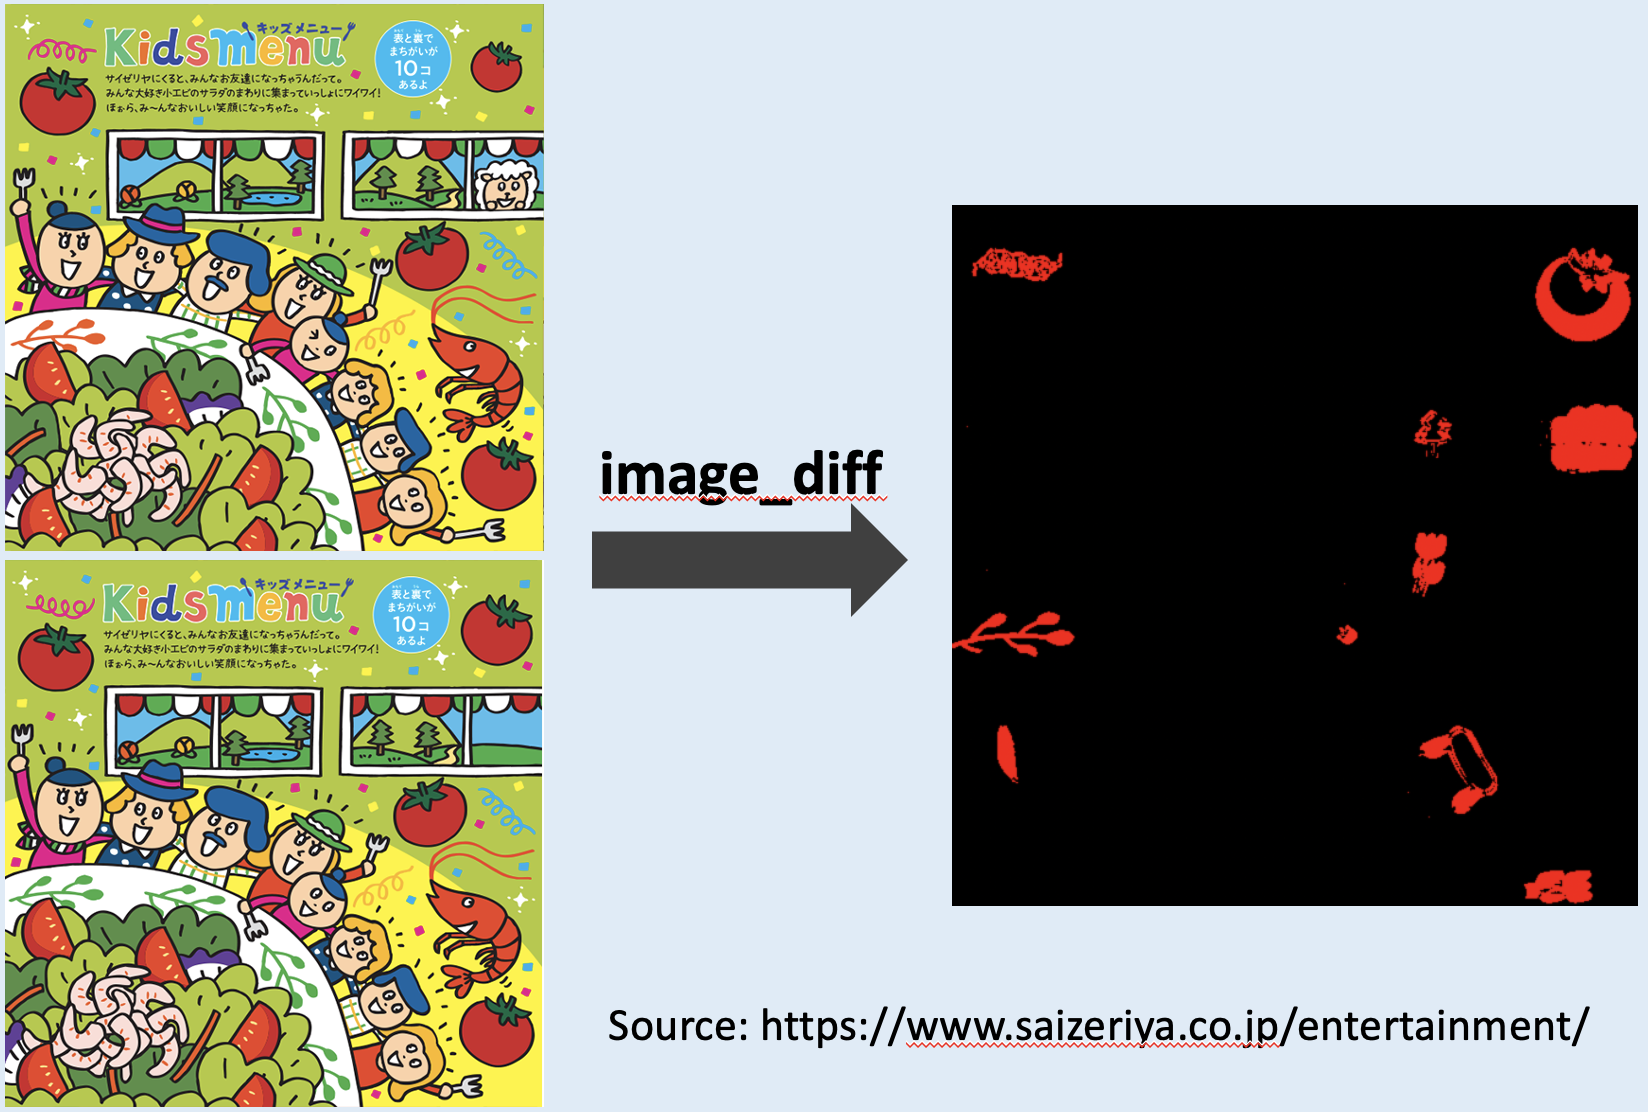 キッズメニュー
Kidsmenu
表と裏で
まちがいが
10コ
あるよ
サイゼリヤにくると、みんなお友達になっちゃうんだって。
みんな大好き小エビのサラダのまわりに集まっていっしょにワイワイ!
ほぉら、み〜んなおいしい笑顔になっちゃた。
image_diff
キッズメニュー
Kidsmenu
表と裏で
まちがいが
10コ
あるよ
サイゼリヤにくると、みんなお友達になっちゃうんだって。
みんな大好き小エビのサラダのまわりに集まっていっしょにワイワイ!
ほぉら、み〜んなおいしい笑顔になっちゃた。
Source: https://www.saizeriya.co.jp/entertainment/